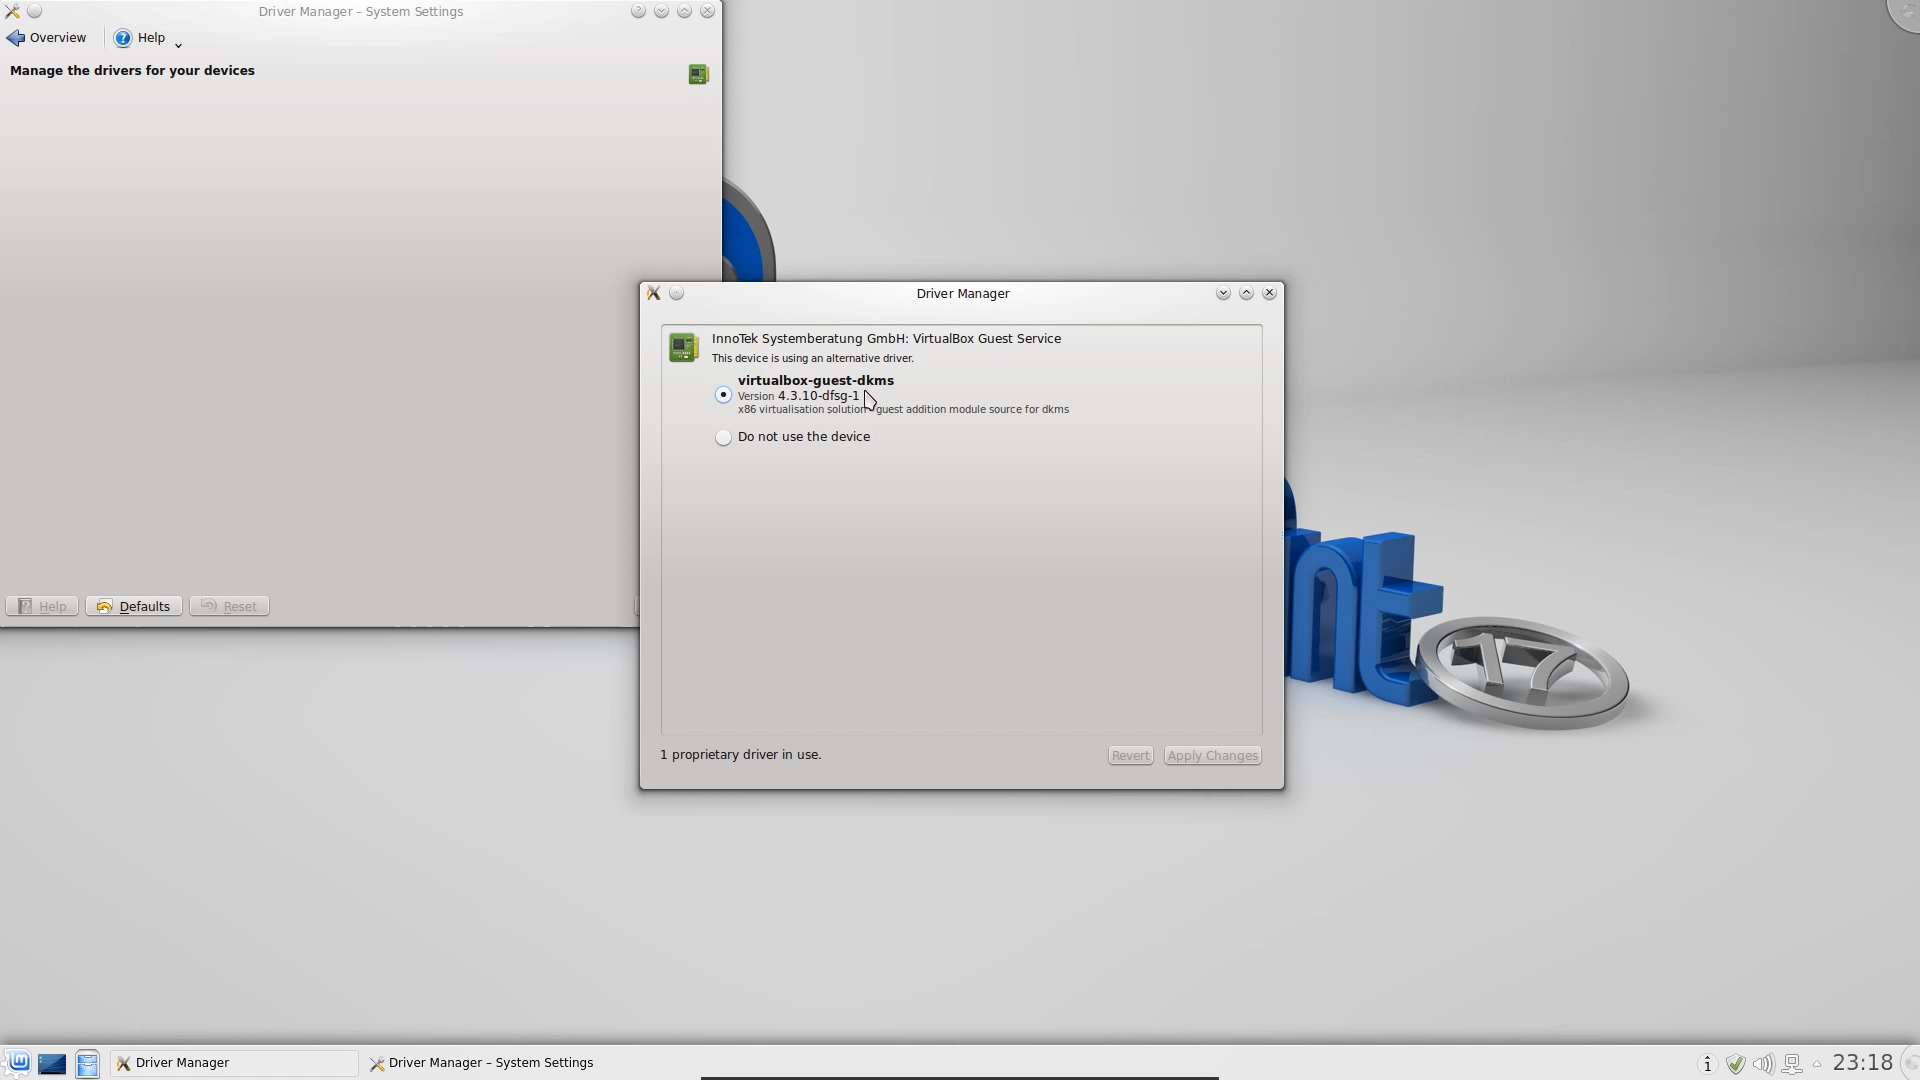 Driver Manager – System Settings
Overview
Help
Manage the drivers for your devices
Help
Defaults
Reset
Driver Manager
InnoTek Systemberatung GmbH: VirtualBox Guest Service
This device is using an alternative driver.
virtualbox-guest-dkms
Version 4.3.10-dfsg-1
x86 virtualisation solution - guest addition module source for dkms
Do not use the device
1 proprietary driver in use.
Revert
Apply Changes
nt
17
Driver Manager
Driver Manager – System Settings
23:18